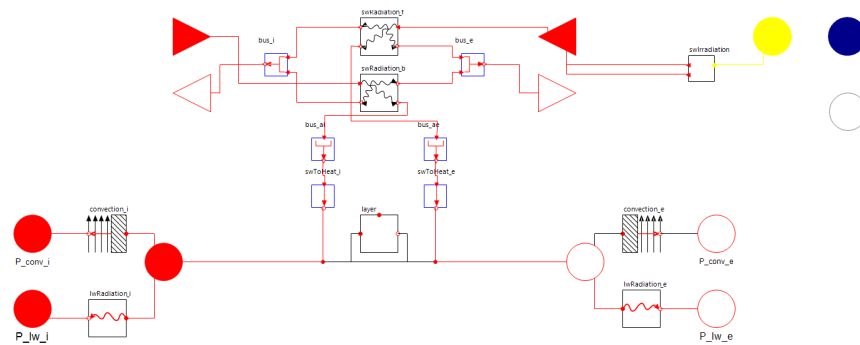 swRadiation_f
bus_i
bus_e
swIrradiation
swRadiation_b
bus_ai
bus_ae
swToHeat_i
swToHeat_e
convection_i
layer
convection_e
P_conv_i
P_conv_e
lwRadiation_i
lwRadiation_e
P_lw_i
P_lw_e